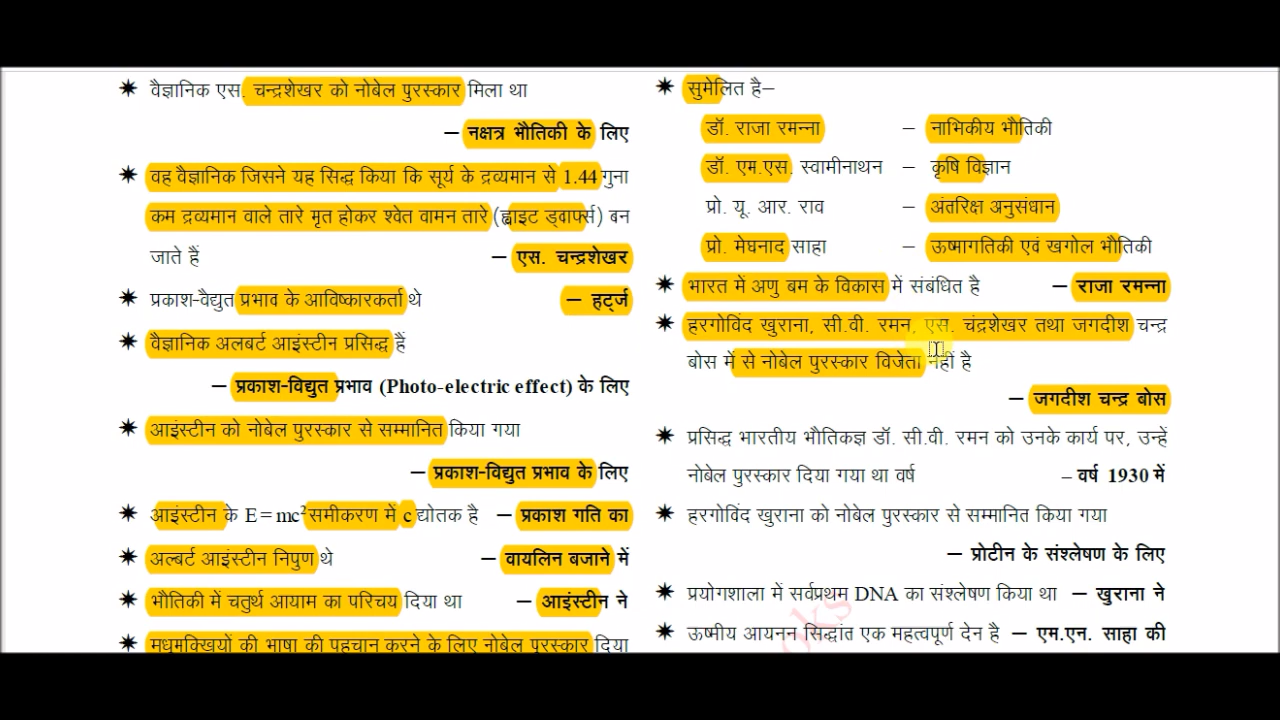 ✷ वैज्ञानिक एस. चन्द्रशेखर को नोबेल पुरस्कार मिला था
– नक्षत्र भौतिकी के लिए
✷ वह वैज्ञानिक जिसने यह सिद्ध किया कि सूर्य के द्रव्यमान से 1.44 गुना
कम द्रव्यमान वाले तारे मृत होकर श्वेत वामन तारे (ह्वाइट ड्वार्फ्स) बन
जाते हैं – एस. चन्द्रशेखर
✷ प्रकाश-वैद्युत प्रभाव के आविष्कारकर्ता थे – हर्ट्ज
✷ वैज्ञानिक अलबर्ट आइंस्टीन प्रसिद्ध हैं
– प्रकाश-विद्युत प्रभाव (Photo-electric effect) के लिए
✷ आइंस्टीन को नोबेल पुरस्कार से सम्मानित किया गया
– प्रकाश-विद्युत प्रभाव के लिए
✷ आइंस्टीन के E = mc² समीकरण में c द्योतक है – प्रकाश गति का
✷ अल्बर्ट आइंस्टीन निपुण थे – वायलिन बजाने में
✷ भौतिकी में चतुर्थ आयाम का परिचय दिया था – आइंस्टीन ने
✷ मधुमक्खियों की भाषा की पहचान करने के लिए नोबेल पुरस्कार दिया
✷ सुमेलित है–
डॉ. राजा रमन्ना – नाभिकीय भौतिकी
डॉ. एम.एस. स्वामीनाथन – कृषि विज्ञान
प्रो. यू. आर. राव – अंतरिक्ष अनुसंधान
प्रो. मेघनाद साहा – ऊष्मागतिकी एवं खगोल भौतिकी
✷ भारत में अणु बम के विकास में संबंधित है – राजा रमन्ना
✷ हरगोविंद खुराना, सी.वी. रमन, एस. चंद्रशेखर तथा जगदीश चन्द्र
बोस में से नोबेल पुरस्कार विजेता नहीं है
– जगदीश चन्द्र बोस
✷ प्रसिद्ध भारतीय भौतिकज्ञ डॉ. सी.वी. रमन को उनके कार्य पर, उन्हें
नोबेल पुरस्कार दिया गया था वर्ष – वर्ष 1930 में
✷ हरगोविंद खुराना को नोबेल पुरस्कार से सम्मानित किया गया
– प्रोटीन के संश्लेषण के लिए
✷ प्रयोगशाला में सर्वप्रथम DNA का संश्लेषण किया था – खुराना ने
✷ ऊष्मीय आयनन सिद्धांत एक महत्वपूर्ण देन है – एम.एन. साहा की